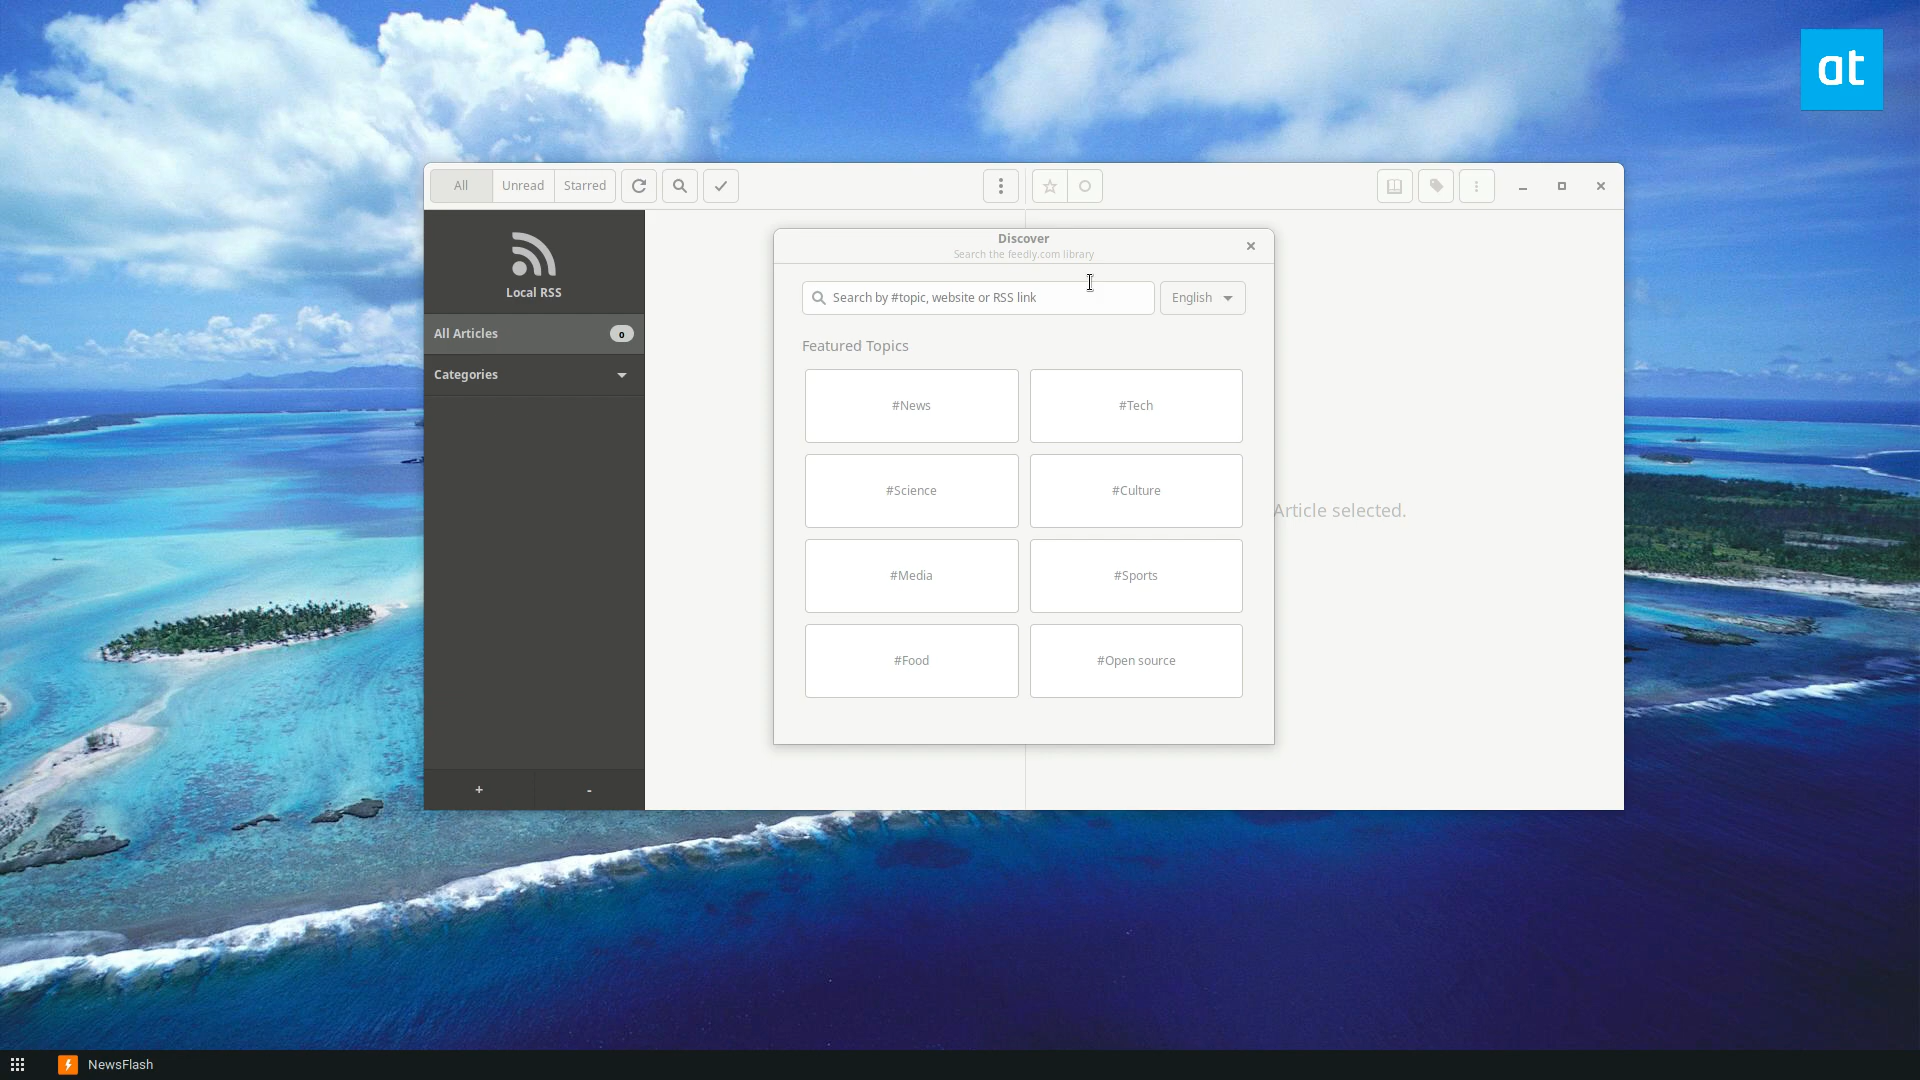 at
All
Unread
Starred
Local RSS
All Articles
0
Categories
+
-
Discover
Search the feedly.com library
Search by #topic, website or RSS link
English
Featured Topics
#News
#Tech
#Science
#Culture
#Media
#Sports
#Food
#Open source
Article selected.
NewsFlash